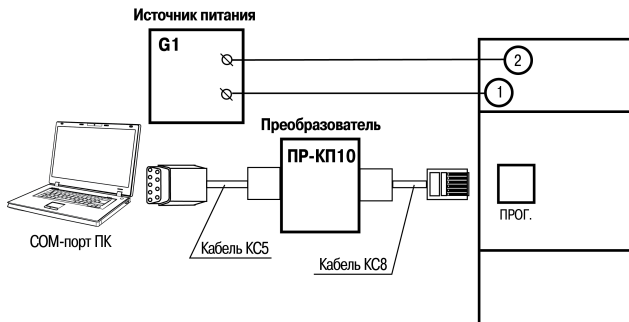 Источник питания
G1
2
1
Преобразователь
ПР-КП10
ПРОГ.
COM-порт ПК
Кабель КС5
Кабель КС8